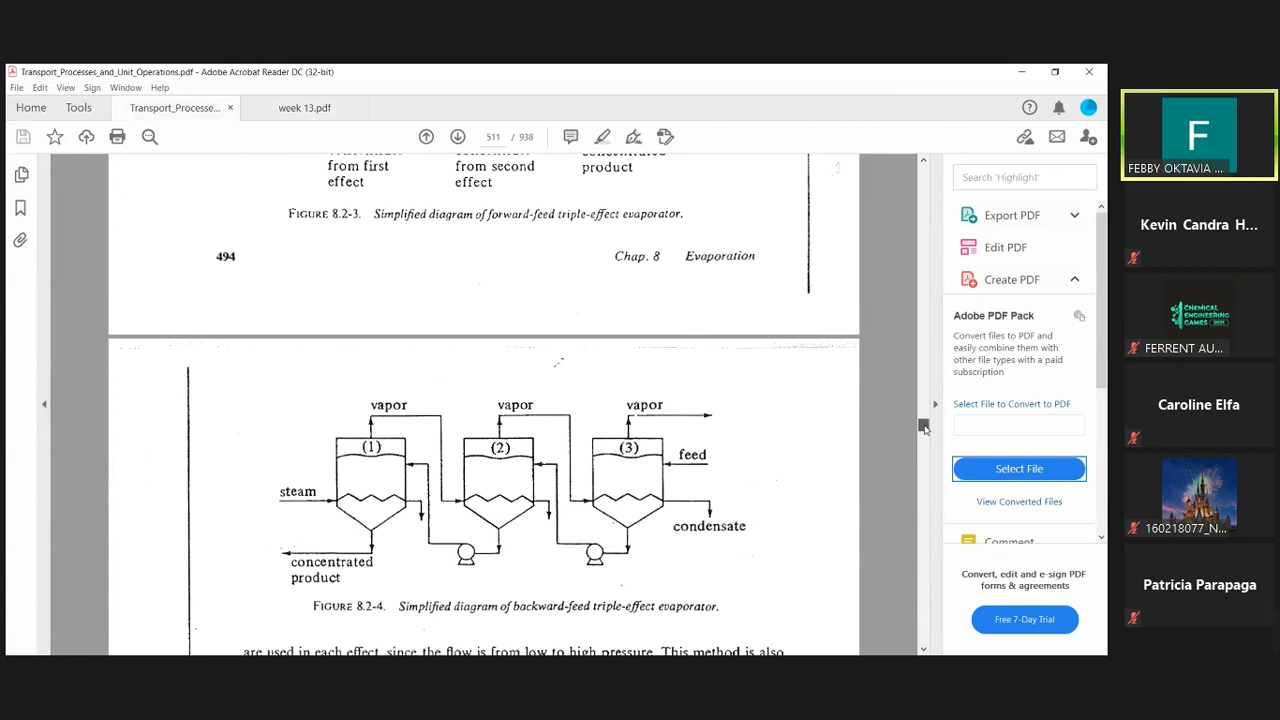 Transport_Processes_and_Unit_Operations.pdf - Adobe Acrobat Reader DC (32-bit)
File Edit View Sign Window Help
Home Tools Transport_Processe... × week 13.pdf
511 / 938
from first
effect
from second
effect
product
FIGURE 8.2-3. Simplified diagram of forward-feed triple-effect evaporator.
494 Chap. 8 Evaporation
vapor vapor vapor
(1) (2) (3)
feed
steam
condensate
concentrated
product
FIGURE 8.2-4. Simplified diagram of backward-feed triple-effect evaporator.
are used in each effect, since the flow is from low to high pressure. This method is also
Search 'Highlight'
Export PDF
Edit PDF
Create PDF
Adobe PDF Pack
Convert files to PDF and
easily combine them with
other file types with a paid
subscription
Select File to Convert to PDF
Select File
View Converted Files
Comment
Convert, edit and e-sign PDF
forms & agreements
Free 7-Day Trial
F
FEBBY OKTAVIA ...
Kevin Candra H...
CHEMICAL
ENGINEERING
GAMES 2021
FERRENT AU...
Caroline Elfa
160218077_N...
Patricia Parapaga